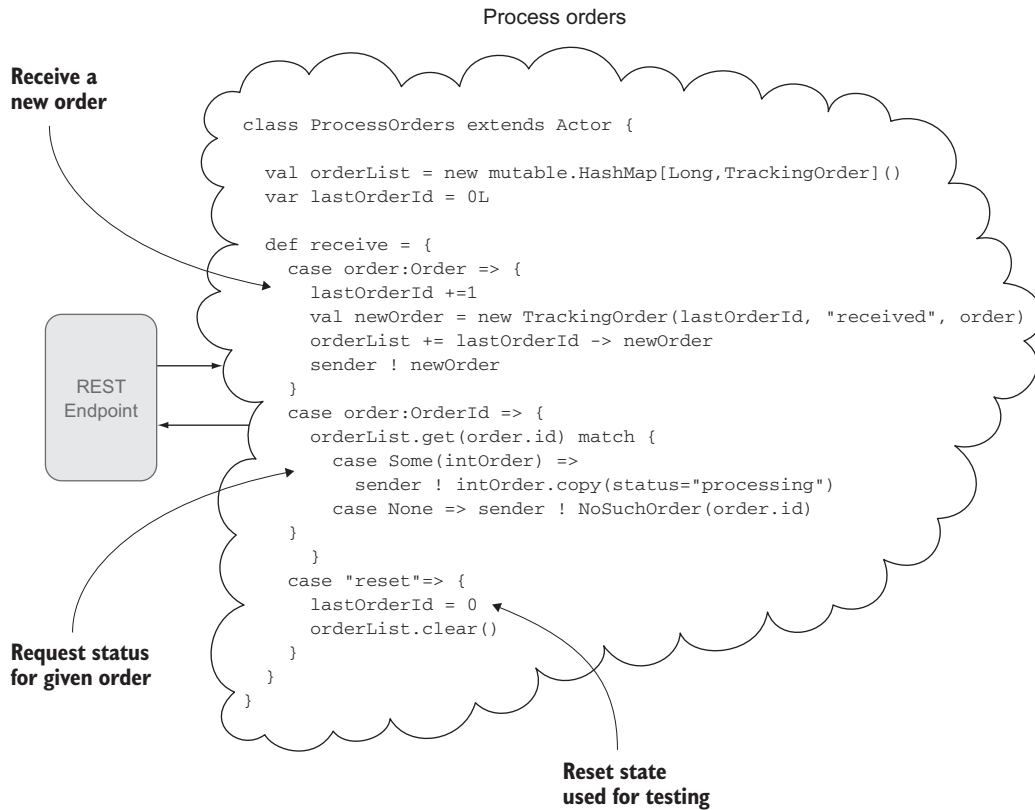 Process orders
Receive a
new order
class ProcessOrders extends Actor {
val orderList = new mutable.HashMap[Long,TrackingOrder]()
var lastOrderId = 0L
def receive = {
case order:Order => {
lastOrderId +=1
val newOrder = new TrackingOrder(lastOrderId, "received", order)
orderList += lastOrderId -> newOrder
sender ! newOrder
}
case order:OrderId => {
orderList.get(order.id) match {
case Some(intOrder) =>
sender ! intOrder.copy(status="processing")
case None => sender ! NoSuchOrder(order.id)
}
}
case "reset"=> {
lastOrderId = 0
orderList.clear()
}
}
}
REST
Endpoint
Request status
for given order
Reset state
used for testing